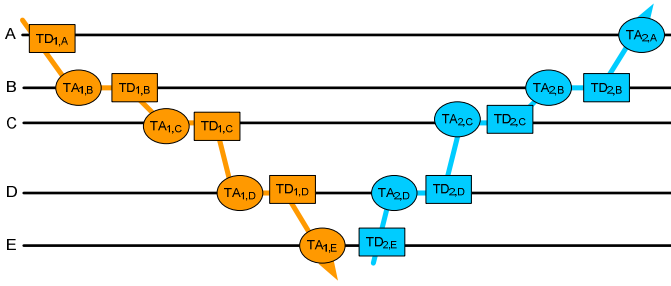 A TD1,A TA2,A
B TA1,B TD1,B TA2,B TD2,B
C TA1,C TD1,C TA2,C TD2,C
D TA1,D TD1,D TA2,D TD2,D
E TA1,E TD2,E